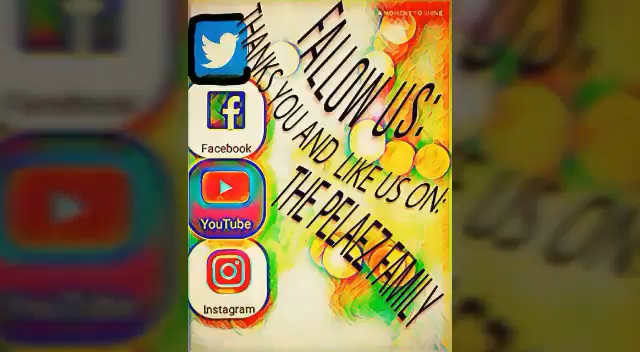 A MOMENT TO SHINE
FALLOW US:
THANKS YOU AND LIKE US ON:
THE PELAEZ FAMILY
Facebook
YouTube
Instagram